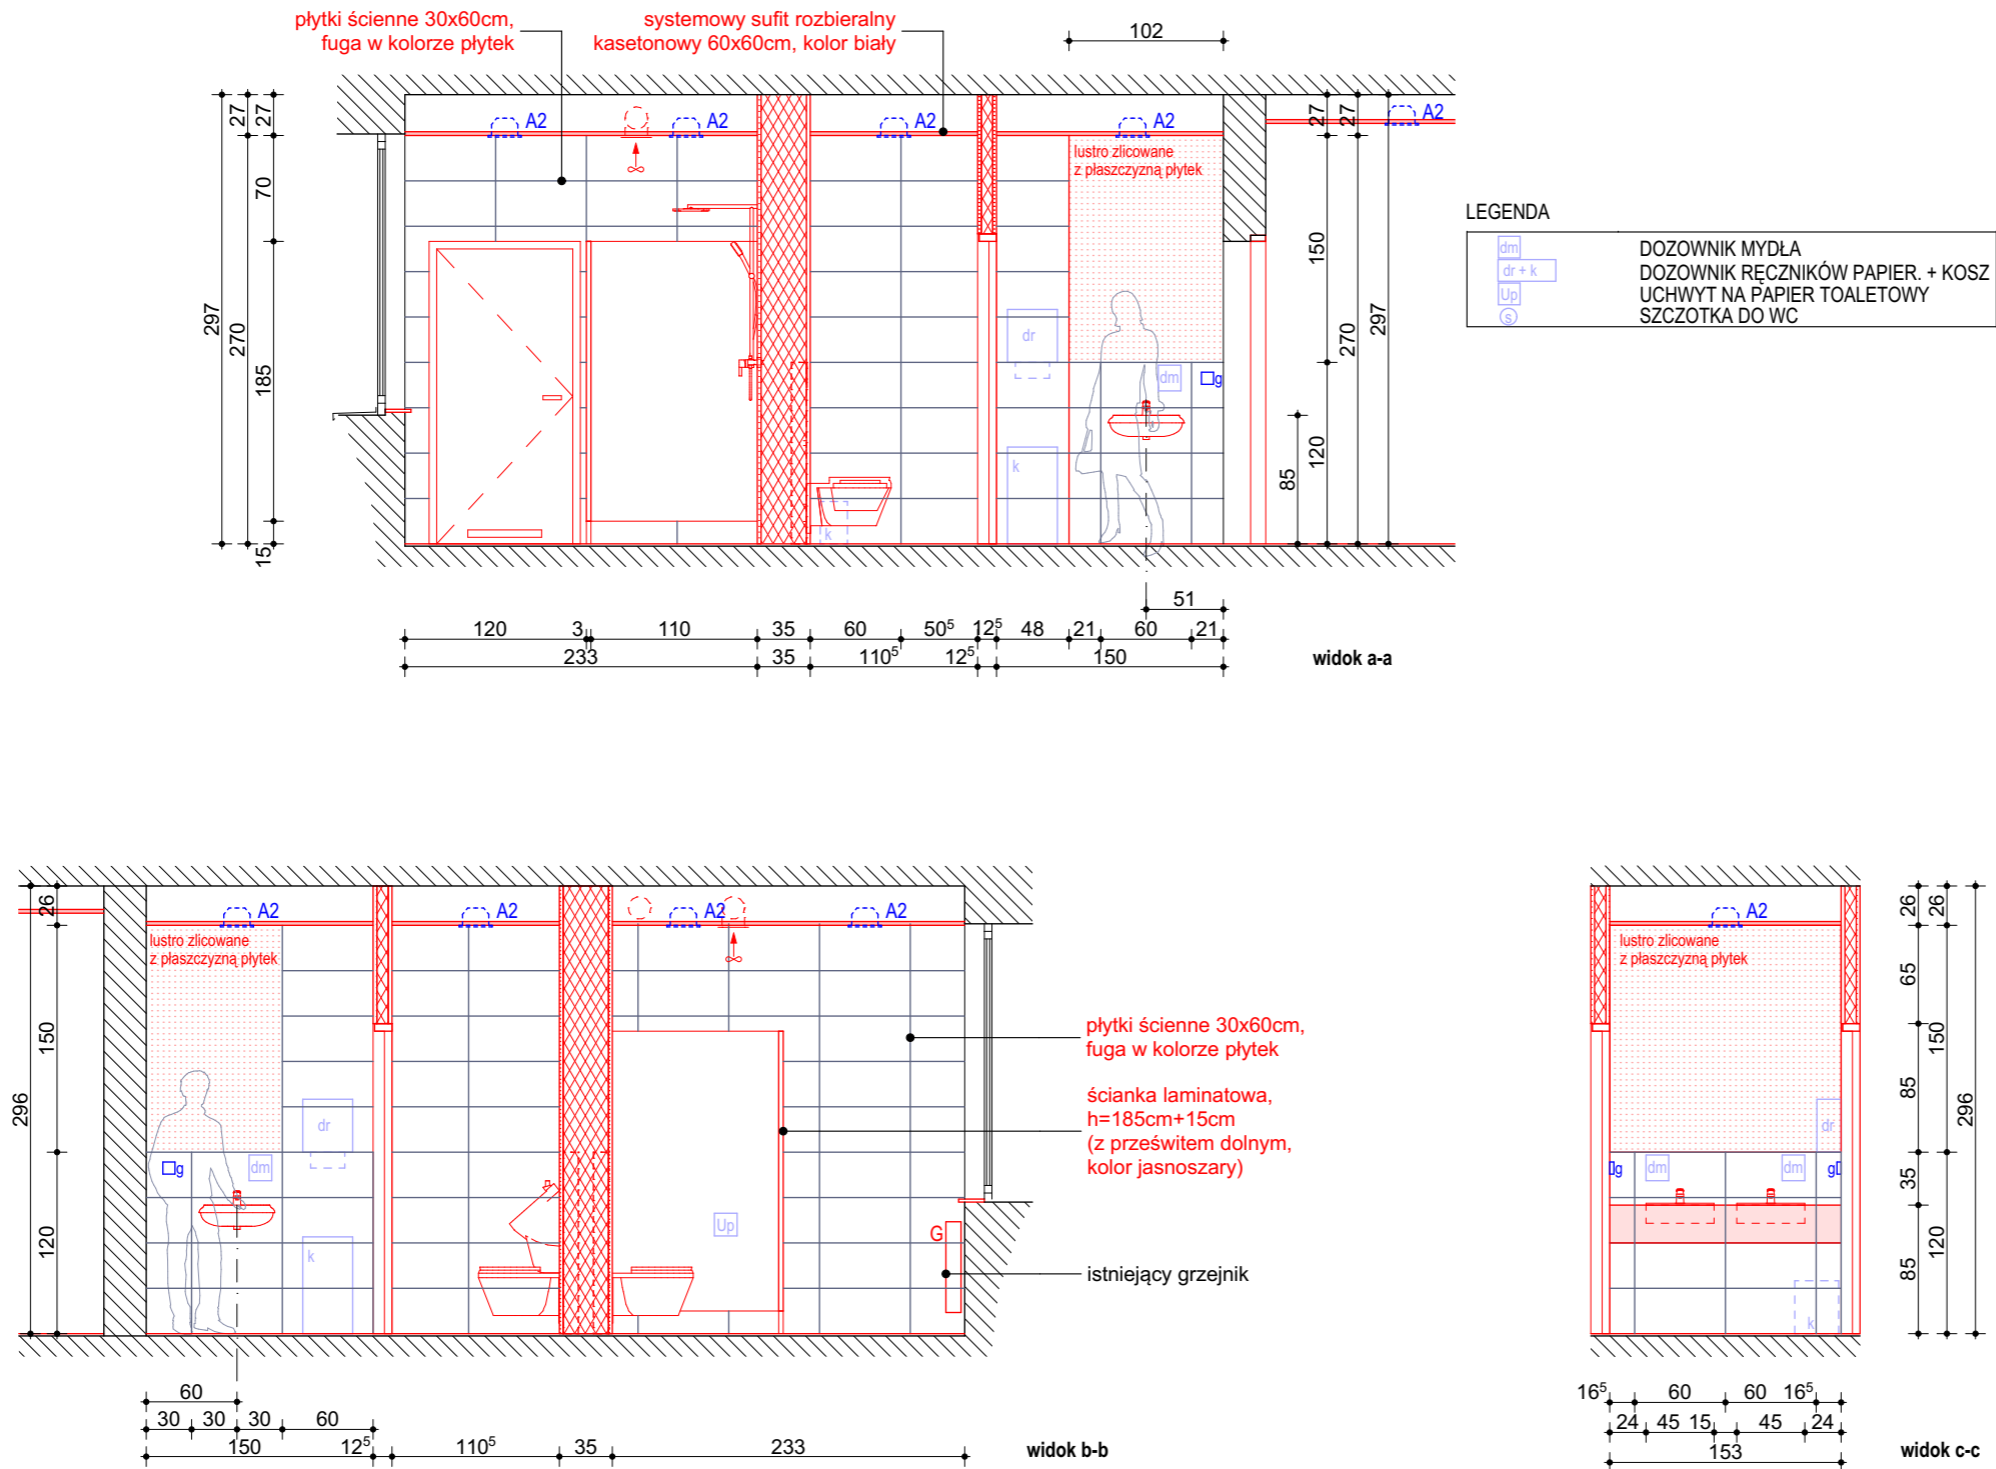 płytki ścienne 30x60cm,
fuga w kolorze płytek
systemowy sufit rozbieralny
kasetonowy 60x60cm, kolor biały
102
27
27
70
185
15
270
297
A2
A2
A2
A2
A2
lustro zlicowane
z płaszczyzną płytek
dr
dm
g
k
k
27
27
150
270
297
120
85
51
120
3
110
35
60
50⁵
12⁵
48
21
60
21
233
35
110⁵
12⁵
150
widok a-a
LEGENDA
dm DOZOWNIK MYDŁA
dr + k DOZOWNIK RĘCZNIKÓW PAPIER. + KOSZ
Up UCHWYT NA PAPIER TOALETOWY
s SZCZOTKA DO WC
26
150
296
120
A2
A2
A2
A2
lustro zlicowane
z płaszczyzną płytek
dr
g
dm
k
Up
G
płytki ścienne 30x60cm,
fuga w kolorze płytek
ścianka laminatowa,
h=185cm+15cm
(z prześwitem dolnym,
kolor jasnoszary)
istniejący grzejnik
60
30
30
30
60
150
12⁵
110⁵
35
233
widok b-b
A2
lustro zlicowane
z płaszczyzną płytek
dr
g
dm
dm
g
k
26
26
65
150
85
296
35
120
85
16⁵
60
60
16⁵
24
45
15
45
24
153
widok c-c